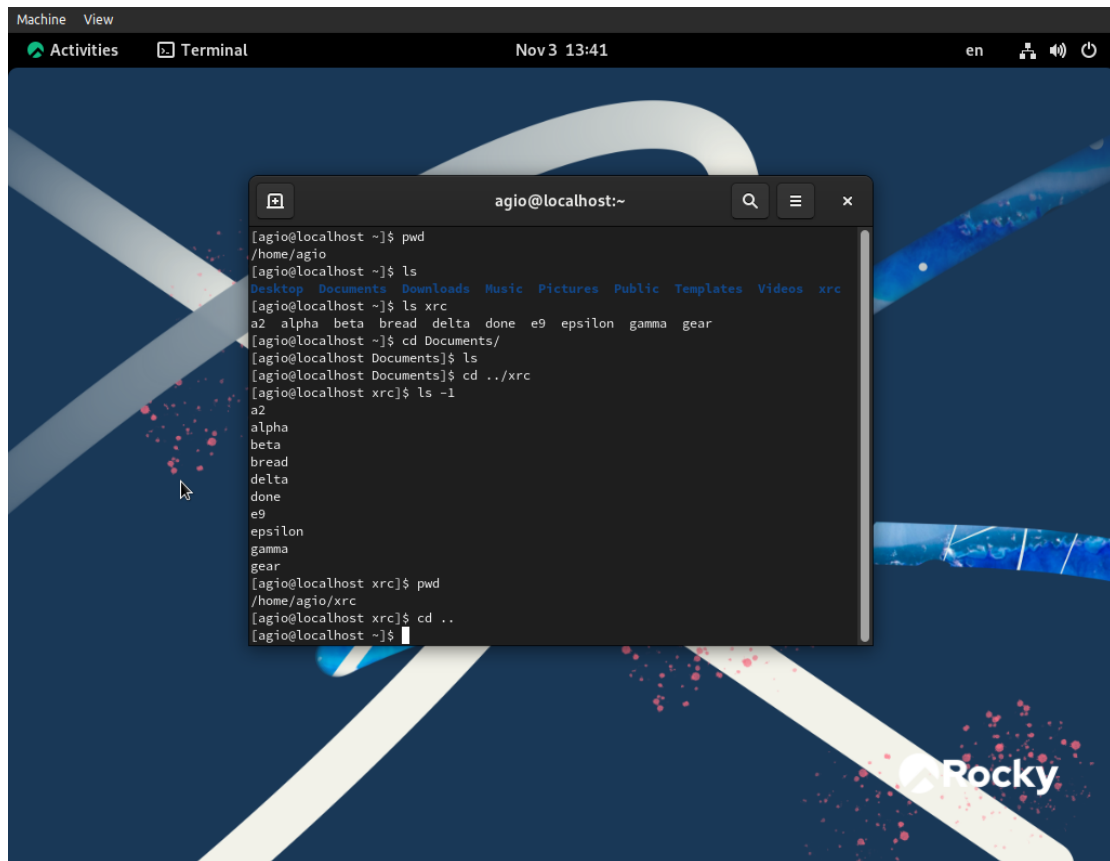 Machine View
Activities Terminal Nov 3 13:41 en
agio@localhost:~
[agio@localhost ~]$ pwd
/home/agio
[agio@localhost ~]$ ls
Desktop Documents Downloads Music Pictures Public Templates Videos xrc
[agio@localhost ~]$ ls xrc
a2 alpha beta bread delta done e9 epsilon gamma gear
[agio@localhost ~]$ cd Documents/
[agio@localhost Documents]$ ls
[agio@localhost Documents]$ cd ../xrc
[agio@localhost xrc]$ ls -1
a2
alpha
beta
bread
delta
done
e9
epsilon
gamma
gear
[agio@localhost xrc]$ pwd
/home/agio/xrc
[agio@localhost xrc]$ cd ..
[agio@localhost ~]$
Rocky